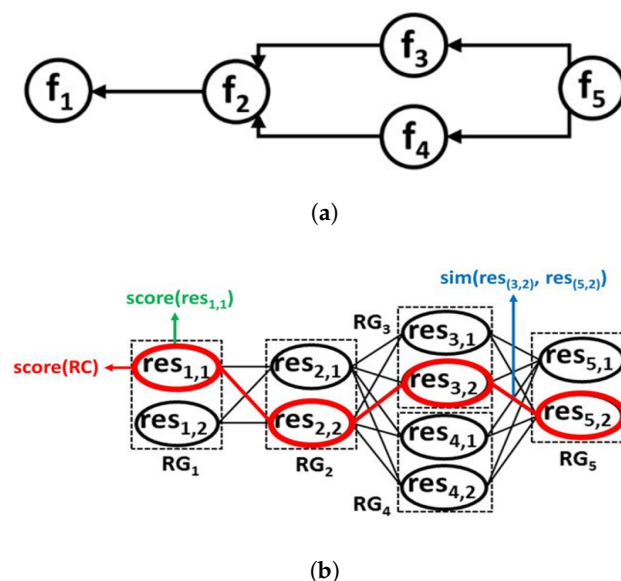 f3
f1
f2
f5
f4
(a)
score(res1,1)
sim(res(3,2), res(5,2))
RG3
res3,1
score(RC)
res1,1
res2,1
res5,1
res3,2
res1,2
res2,2
res5,2
res4,1
RG1
RG2
RG5
res4,2
RG4
(b)